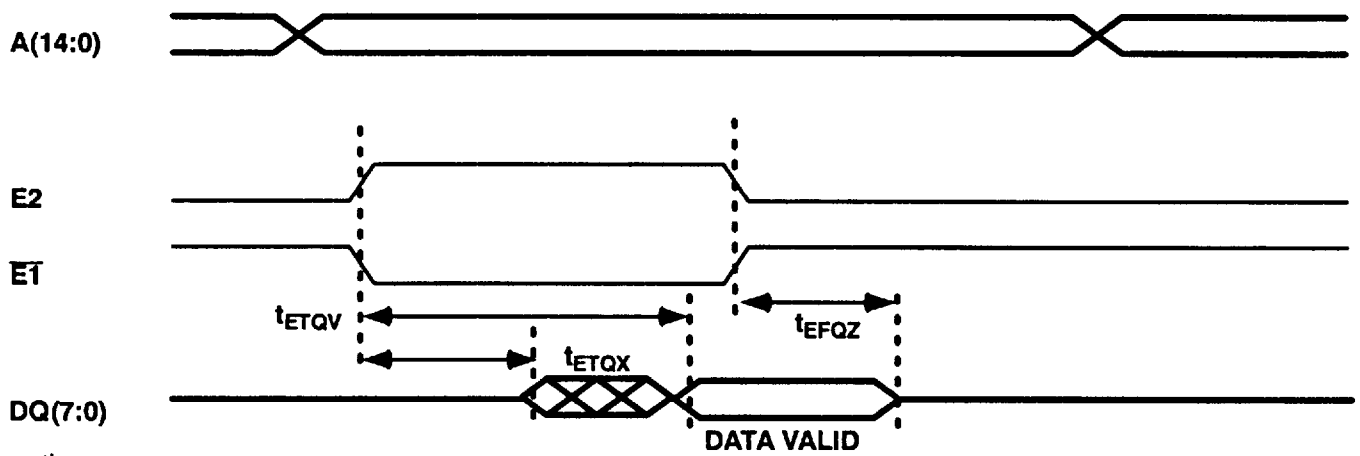 A(14:0)
E2
E1̅
tETQV
tEFQZ
tETQX
DQ(7:0)
DATA VALID